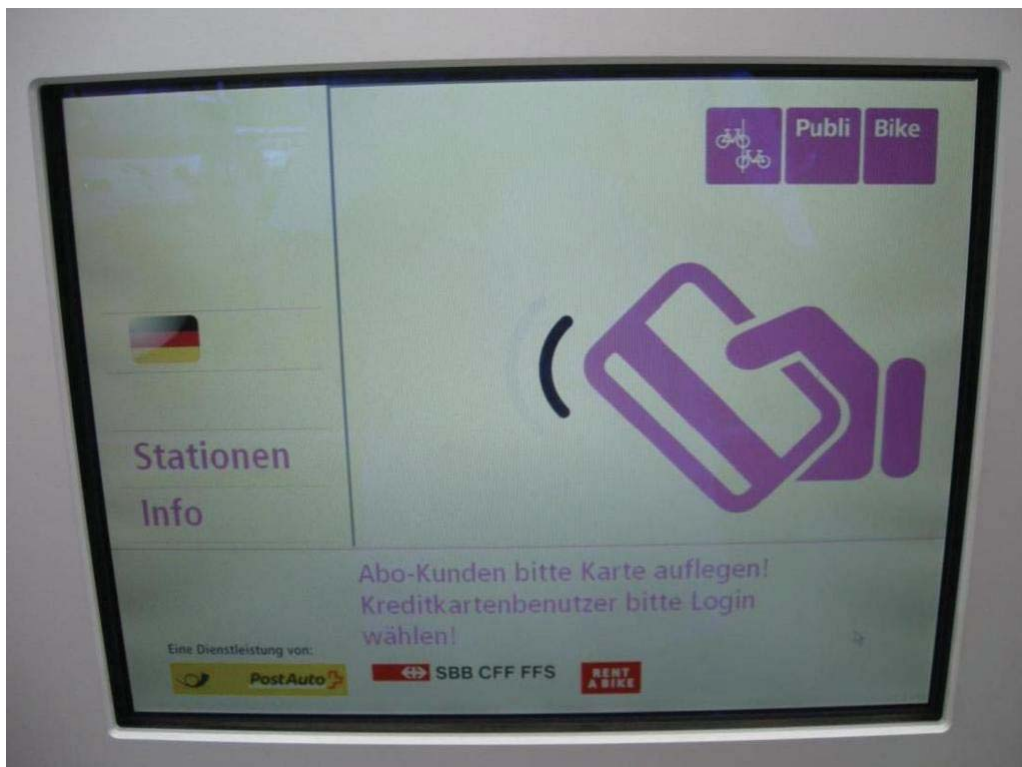 Publi Bike
Stationen
Info
Abo-Kunden bitte Karte auflegen!
Kreditkartenbenutzer bitte Login
wählen!
Eine Dienstleistung von:
PostAuto
SBB CFF FFS
RENT
A BIKE